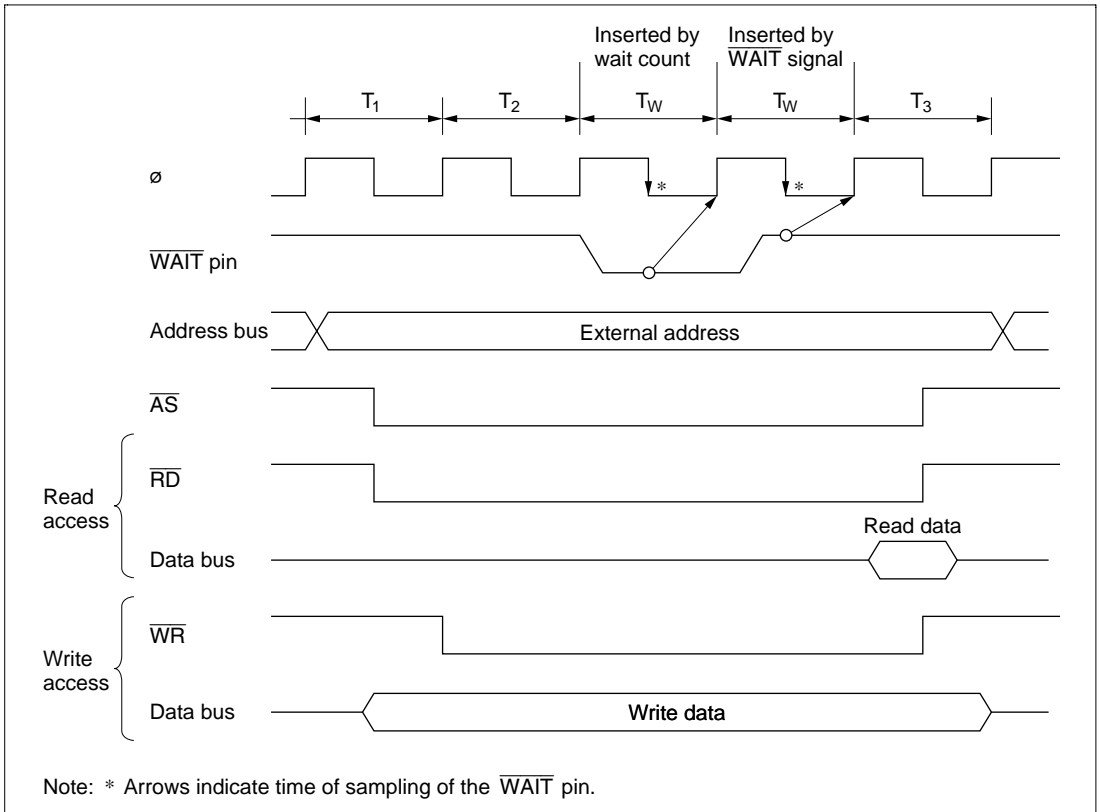 Inserted by
wait count
Inserted by
WAIT signal
T1
T2
TW
TW
T3
ø
*
*
WAIT pin
Address bus
External address
AS
Read
access
RD
Read data
Data bus
Write
access
WR
Data bus
Write data
Note: * Arrows indicate time of sampling of the WAIT pin.